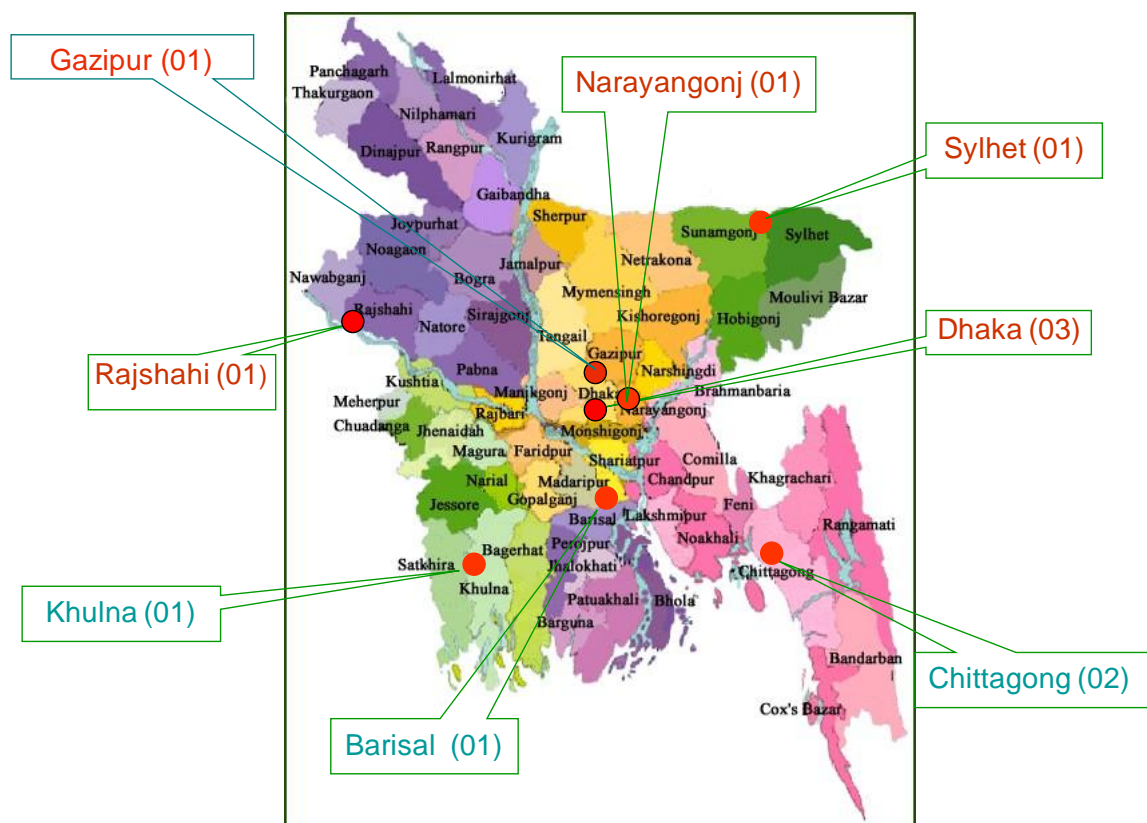 Gazipur (01)
Narayangonj (01)
Sylhet (01)
Dhaka (03)
Rajshahi (01)
Khulna (01)
Barisal (01)
Chittagong (02)
Panchagarh
Lalmonirhat
Thakurgaon
Nilphamari
Kurigram
Dinajpur
Rangpur
Gaibandha
Sherpur
Joypurhat
Sunamgonj
Sylhet
Noagaon
Jamalpur
Netrakona
Nawabganj
Bogra
Mymensingh
Moulivi Bazar
Rajshahi
Sirajgonj
Kishoregonj
Hobigonj
Natore
Tangail
Gazipur
Pabna
Narshingdi
Kushtia
Manikgonj
Dhaka
Brahmanbaria
Meherpur
Rajbari
Narayangonj
Chuadanga
Jhenaidah
Monshigonj
Magura
Faridpur
Shariatpur
Comilla
Khagrachari
Narial
Madaripur
Chandpur
Jessore
Gopalganj
Feni
Barisal
Lakshmipur
Rangamati
Noakhali
Bagerhat
Perojpur
Satkhira
Jhalokhati
Chittagong
Khulna
Patuakhali
Bhola
Barguna
Bandarban
Cox's Bazar